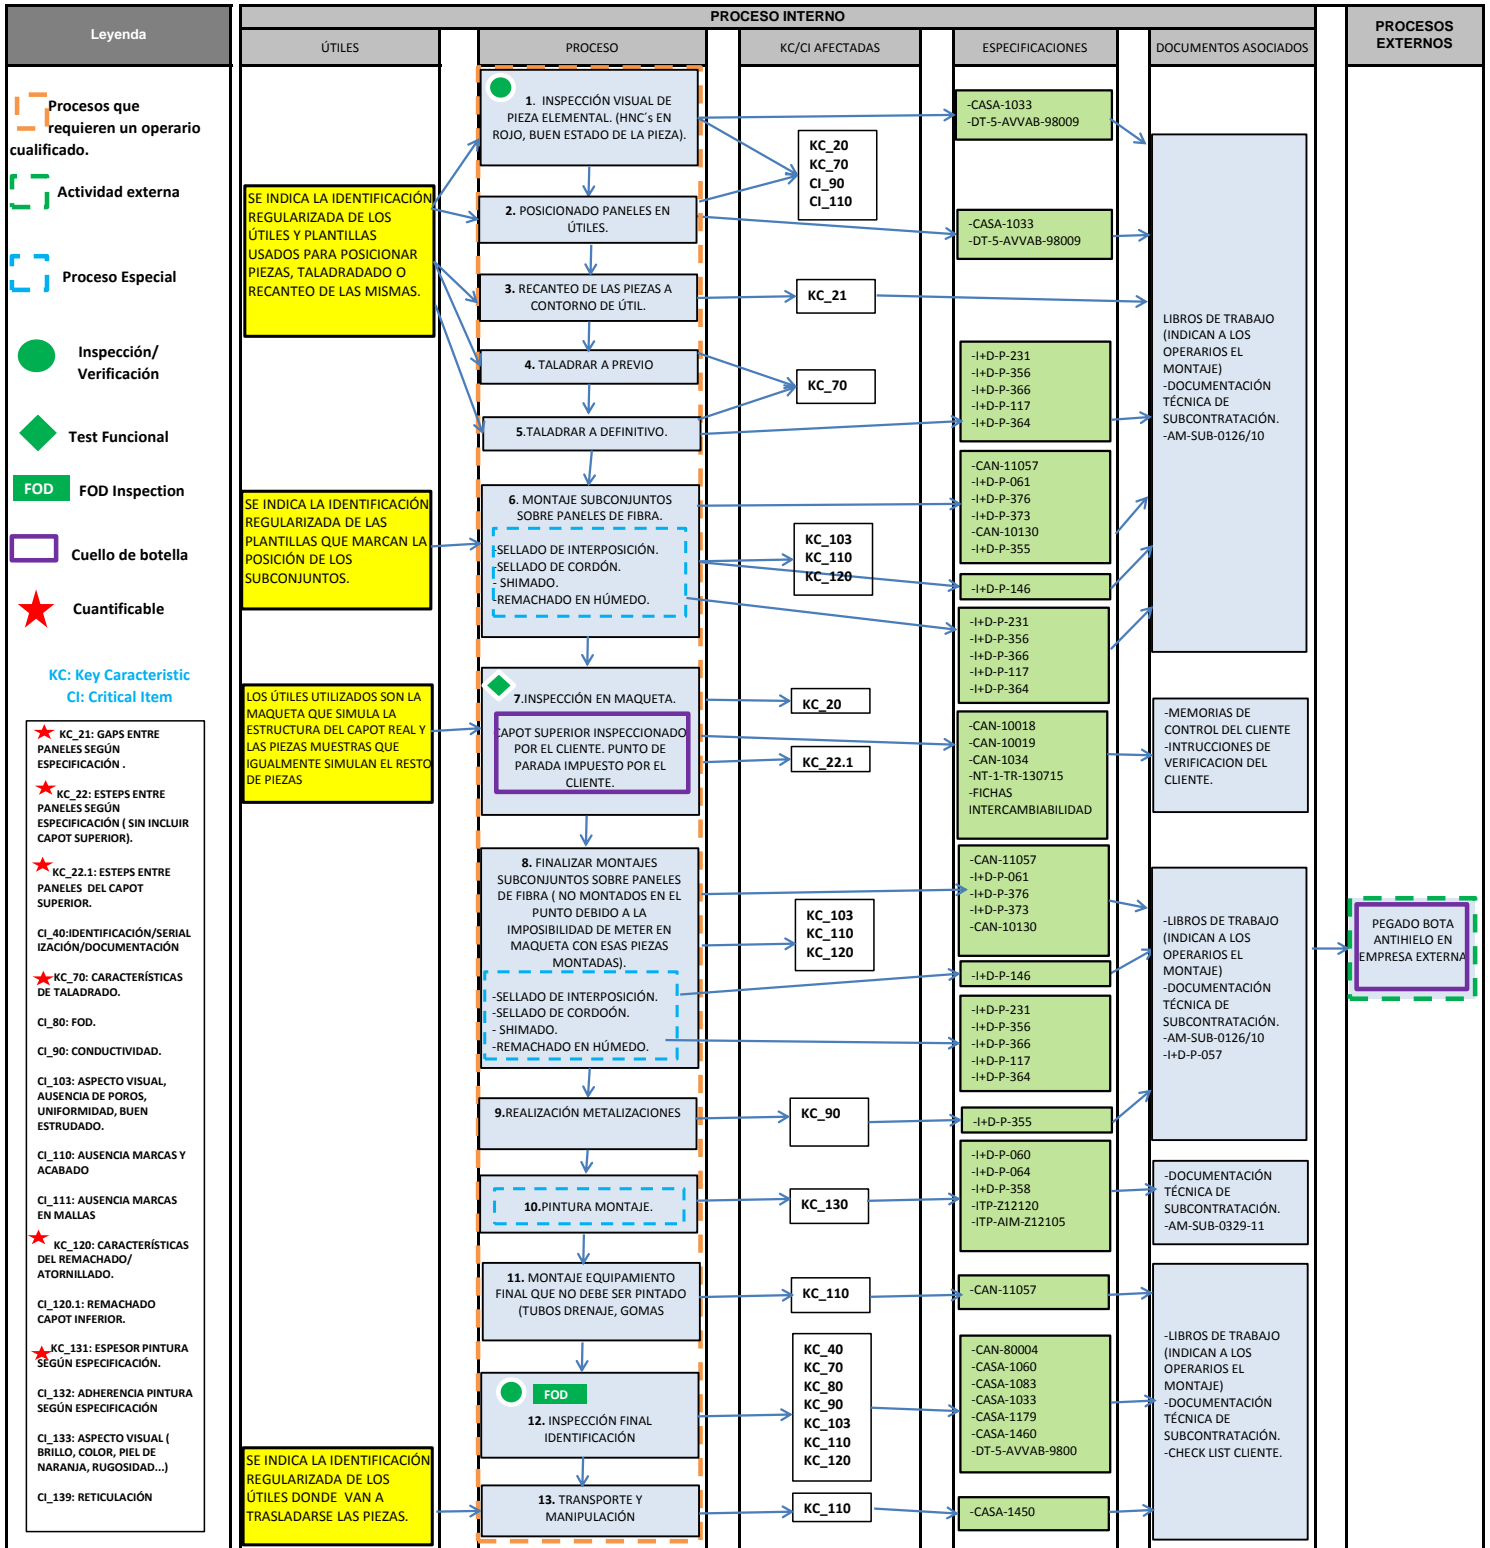 Leyenda
Procesos que
requieren un operario
cualificado.
Actividad externa
Proceso Especial
Inspección/
Verificación
Test Funcional
FOD
FOD Inspection
Cuello de botella
Cuantificable
KC: Key Characteristic
CI: Critical Item
KC_21: GAPS ENTRE
PANELES SEGÚN
ESPECIFICACIÓN .
KC_22: ESTEPS ENTRE
PANELES SEGÚN
ESPECIFICACIÓN ( SIN INCLUIR
CAPOT SUPERIOR).
KC_22.1: ESTEPS ENTRE
PANELES DEL CAPOT
SUPERIOR.
CI_40:IDENTIFICACIÓN/SERIAL
IZACIÓN/DOCUMENTACIÓN
KC_70: CARACTERÍSTICAS
DE TALADRADO.
CI_80: FOD.
CI_90: CONDUCTIVIDAD.
CI_103: ASPECTO VISUAL,
AUSENCIA DE POROS,
UNIFORMIDAD, BUEN
ESTRUDADO.
CI_110: AUSENCIA MARCAS Y
ACABADO
CI_111: AUSENCIA MARCAS
EN MALLAS
KC_120: CARACTERÍSTICAS
DEL REMACHADO/
ATORNILLADO.
CI_120.1: REMACHADO
CAPOT INFERIOR.
KC_131: ESPESOR PINTURA
SEGÚN ESPECIFICACIÓN.
CI_132: ADHERENCIA PINTURA
SEGÚN ESPECIFICACIÓN
CI_133: ASPECTO VISUAL (
BRILLO, COLOR, PIEL DE
NARANJA, RUGOSIDAD...)
CI_139: RETICULACIÓN
PROCESO INTERNO
ÚTILES
PROCESO
KC/CI AFECTADAS
ESPECIFICACIONES
DOCUMENTOS ASOCIADOS
PROCESOS
EXTERNOS
SE INDICA LA IDENTIFICACIÓN
REGULARIZADA DE LOS
ÚTILES Y PLANTILLAS
USADOS PARA POSICIONAR
PIEZAS, TALADRADADO O
RECANTEO DE LAS MISMAS.
SE INDICA LA IDENTIFICACIÓN
REGULARIZADA DE LAS
PLANTILLAS QUE MARCAN LA
POSICIÓN DE LOS
SUBCONJUNTOS.
LOS ÚTILES UTILIZADOS SON LA
MAQUETA QUE SIMULA LA
ESTRUCTURA DEL CAPOT REAL Y
LAS PIEZAS MUESTRAS QUE
IGUALMENTE SIMULAN EL RESTO
DE PIEZAS
SE INDICA LA IDENTIFICACIÓN
REGULARIZADA DE LOS
ÚTILES DONDE VAN A
TRASLADARSE LAS PIEZAS.
1. INSPECCIÓN VISUAL DE
PIEZA ELEMENTAL. (HNC´s EN
ROJO, BUEN ESTADO DE LA PIEZA).
2. POSICIONADO PANELES EN
ÚTILES.
3. RECANTEO DE LAS PIEZAS A
CONTORNO DE ÚTIL.
4. TALADRAR A PREVIO
5.TALADRAR A DEFINITIVO.
6. MONTAJE SUBCONJUNTOS
SOBRE PANELES DE FIBRA.
-SELLADO DE INTERPOSICIÓN.
-SELLADO DE CORDÓN.
- SHIMADO.
-REMACHADO EN HÚMEDO.
7.INSPECCIÓN EN MAQUETA.
CAPOT SUPERIOR INSPECCIONADO
POR EL CLIENTE. PUNTO DE
PARADA IMPUESTO POR EL
CLIENTE.
8. FINALIZAR MONTAJES
SUBCONJUNTOS SOBRE PANELES
DE FIBRA ( NO MONTADOS EN EL
PUNTO DEBIDO A LA
IMPOSIBILIDAD DE METER EN
MAQUETA CON ESAS PIEZAS
MONTADAS).
-SELLADO DE INTERPOSICIÓN.
-SELLADO DE CORDOÓN.
- SHIMADO.
-REMACHADO EN HÚMEDO.
9.REALIZACIÓN METALIZACIONES
10.PINTURA MONTAJE.
11. MONTAJE EQUIPAMIENTO
FINAL QUE NO DEBE SER PINTADO
(TUBOS DRENAJE, GOMAS
FOD
12. INSPECCIÓN FINAL
IDENTIFICACIÓN
13. TRANSPORTE Y
MANIPULACIÓN
KC_20
KC_70
CI_90
CI_110
KC_21
KC_70
KC_103
KC_110
KC_120
KC_20
KC_22.1
KC_103
KC_110
KC_120
KC_90
KC_130
KC_110
KC_40
KC_70
KC_80
KC_90
KC_103
KC_110
KC_120
KC_110
-CASA-1033
-DT-5-AVVAB-98009
-CASA-1033
-DT-5-AVVAB-98009
-I+D-P-231
-I+D-P-356
-I+D-P-366
-I+D-P-117
-I+D-P-364
-CAN-11057
-I+D-P-061
-I+D-P-376
-I+D-P-373
-CAN-10130
-I+D-P-355
-I+D-P-146
-I+D-P-231
-I+D-P-356
-I+D-P-366
-I+D-P-117
-I+D-P-364
-CAN-10018
-CAN-10019
-CAN-1034
-NT-1-TR-130715
-FICHAS
INTERCAMBIABILIDAD
-CAN-11057
-I+D-P-061
-I+D-P-376
-I+D-P-373
-CAN-10130
-I+D-P-146
-I+D-P-231
-I+D-P-356
-I+D-P-366
-I+D-P-117
-I+D-P-364
-I+D-P-355
-I+D-P-060
-I+D-P-064
-I+D-P-358
-ITP-Z12120
-ITP-AIM-Z12105
-CAN-11057
-CAN-80004
-CASA-1060
-CASA-1083
-CASA-1033
-CASA-1179
-CASA-1460
-DT-5-AVVAB-9800
-CASA-1450
LIBROS DE TRABAJO
(INDICAN A LOS
OPERARIOS EL
MONTAJE)
-DOCUMENTACIÓN
TÉCNICA DE
SUBCONTRATACIÓN.
-AM-SUB-0126/10
-MEMORIAS DE
CONTROL DEL CLIENTE
-INTRUCCIONES DE
VERIFICACION DEL
CLIENTE.
-LIBROS DE TRABAJO
(INDICAN A LOS
OPERARIOS EL
MONTAJE)
-DOCUMENTACIÓN
TÉCNICA DE
SUBCONTRATACIÓN.
-AM-SUB-0126/10
-I+D-P-057
-DOCUMENTACIÓN
TÉCNICA DE
SUBCONTRATACIÓN.
-AM-SUB-0329-11
-LIBROS DE TRABAJO
(INDICAN A LOS
OPERARIOS EL
MONTAJE)
-DOCUMENTACIÓN
TÉCNICA DE
SUBCONTRATACIÓN.
-CHECK LIST CLIENTE.
PEGADO BOTA
ANTIHIELO EN
EMPRESA EXTERNA